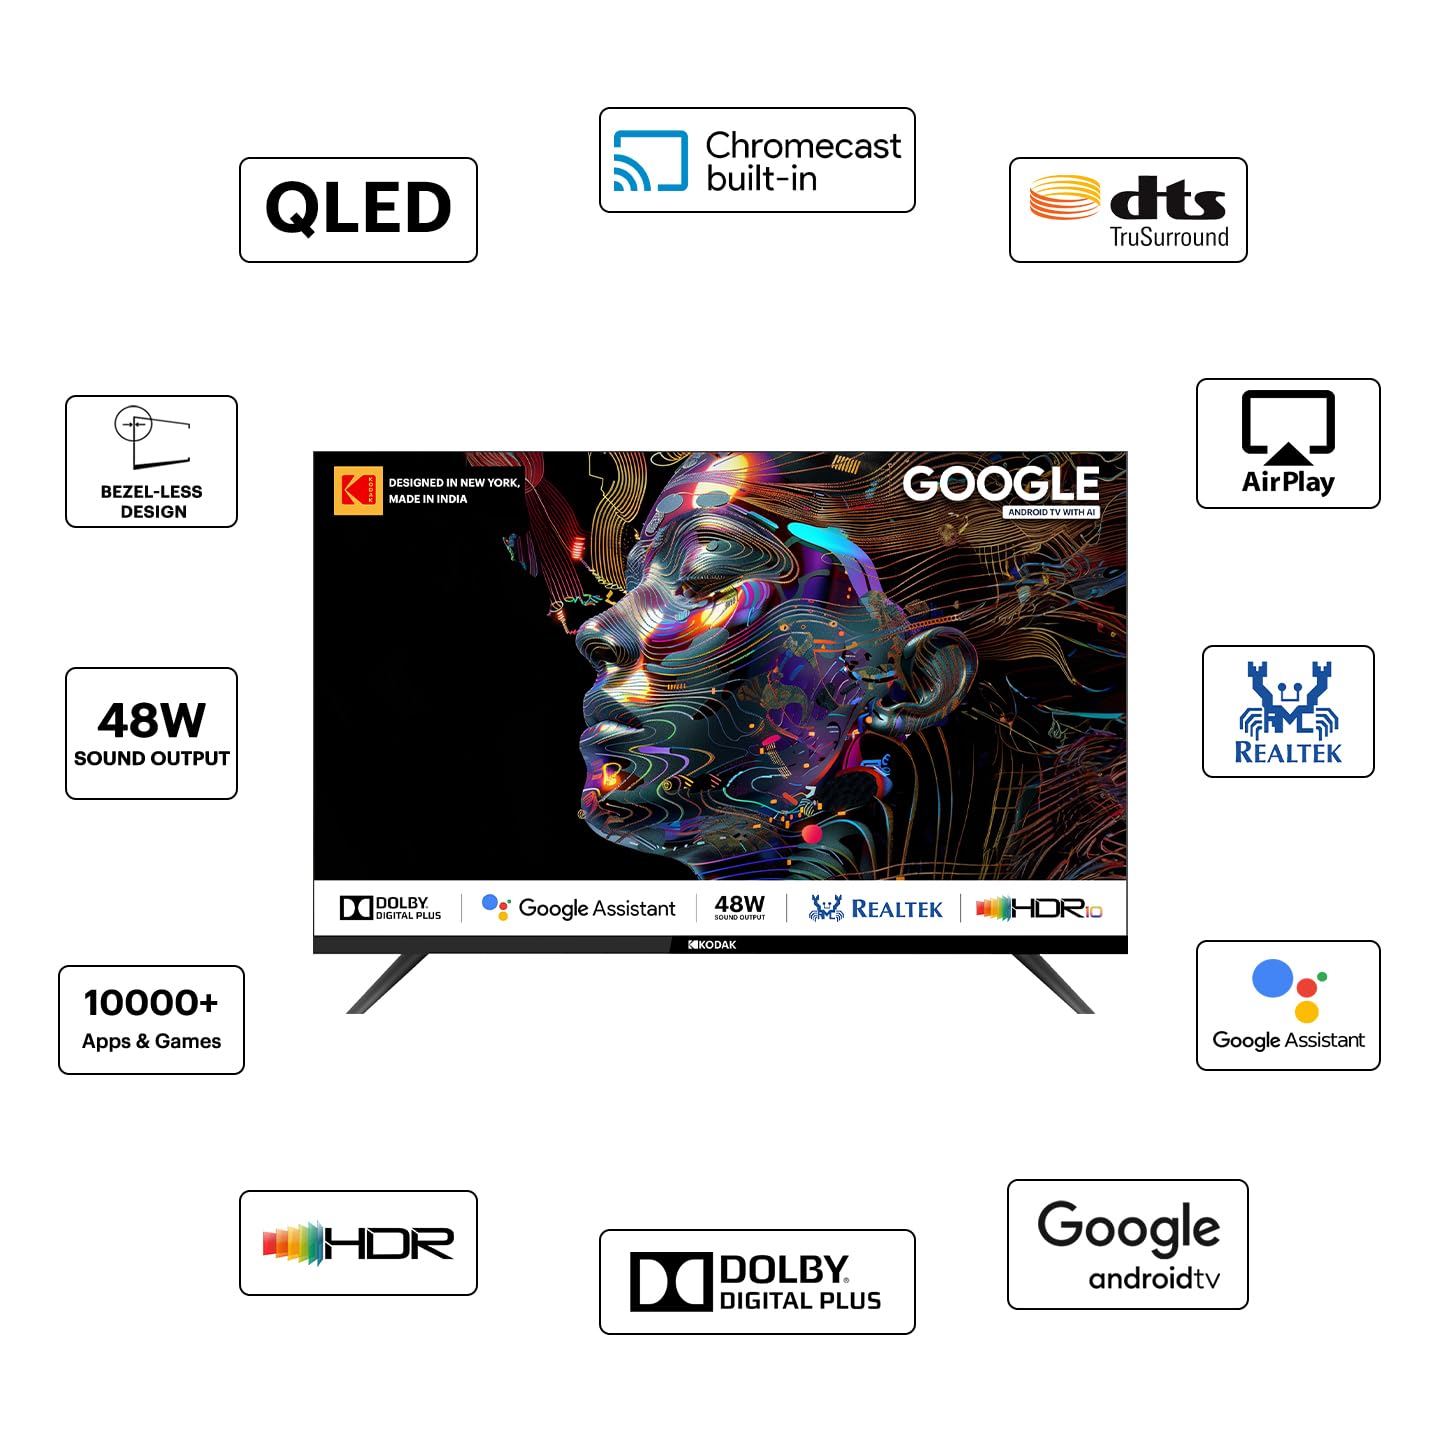 QLED
Chromecast
built-in
dts
TruSurround
BEZEL-LESS
DESIGN
AirPlay
KODAK
DESIGNED IN NEW YORK,
MADE IN INDIA
GOOGLE
ANDROID TV WITH AI
48W
SOUND OUTPUT
REALTEK
DOLBY
DIGITAL PLUS
Google Assistant
48W
SOUND OUTPUT
REALTEK
HDR10
KODAK
10000+
Apps & Games
Google Assistant
HDR
DOLBY
DIGITAL PLUS
Google
androidtv